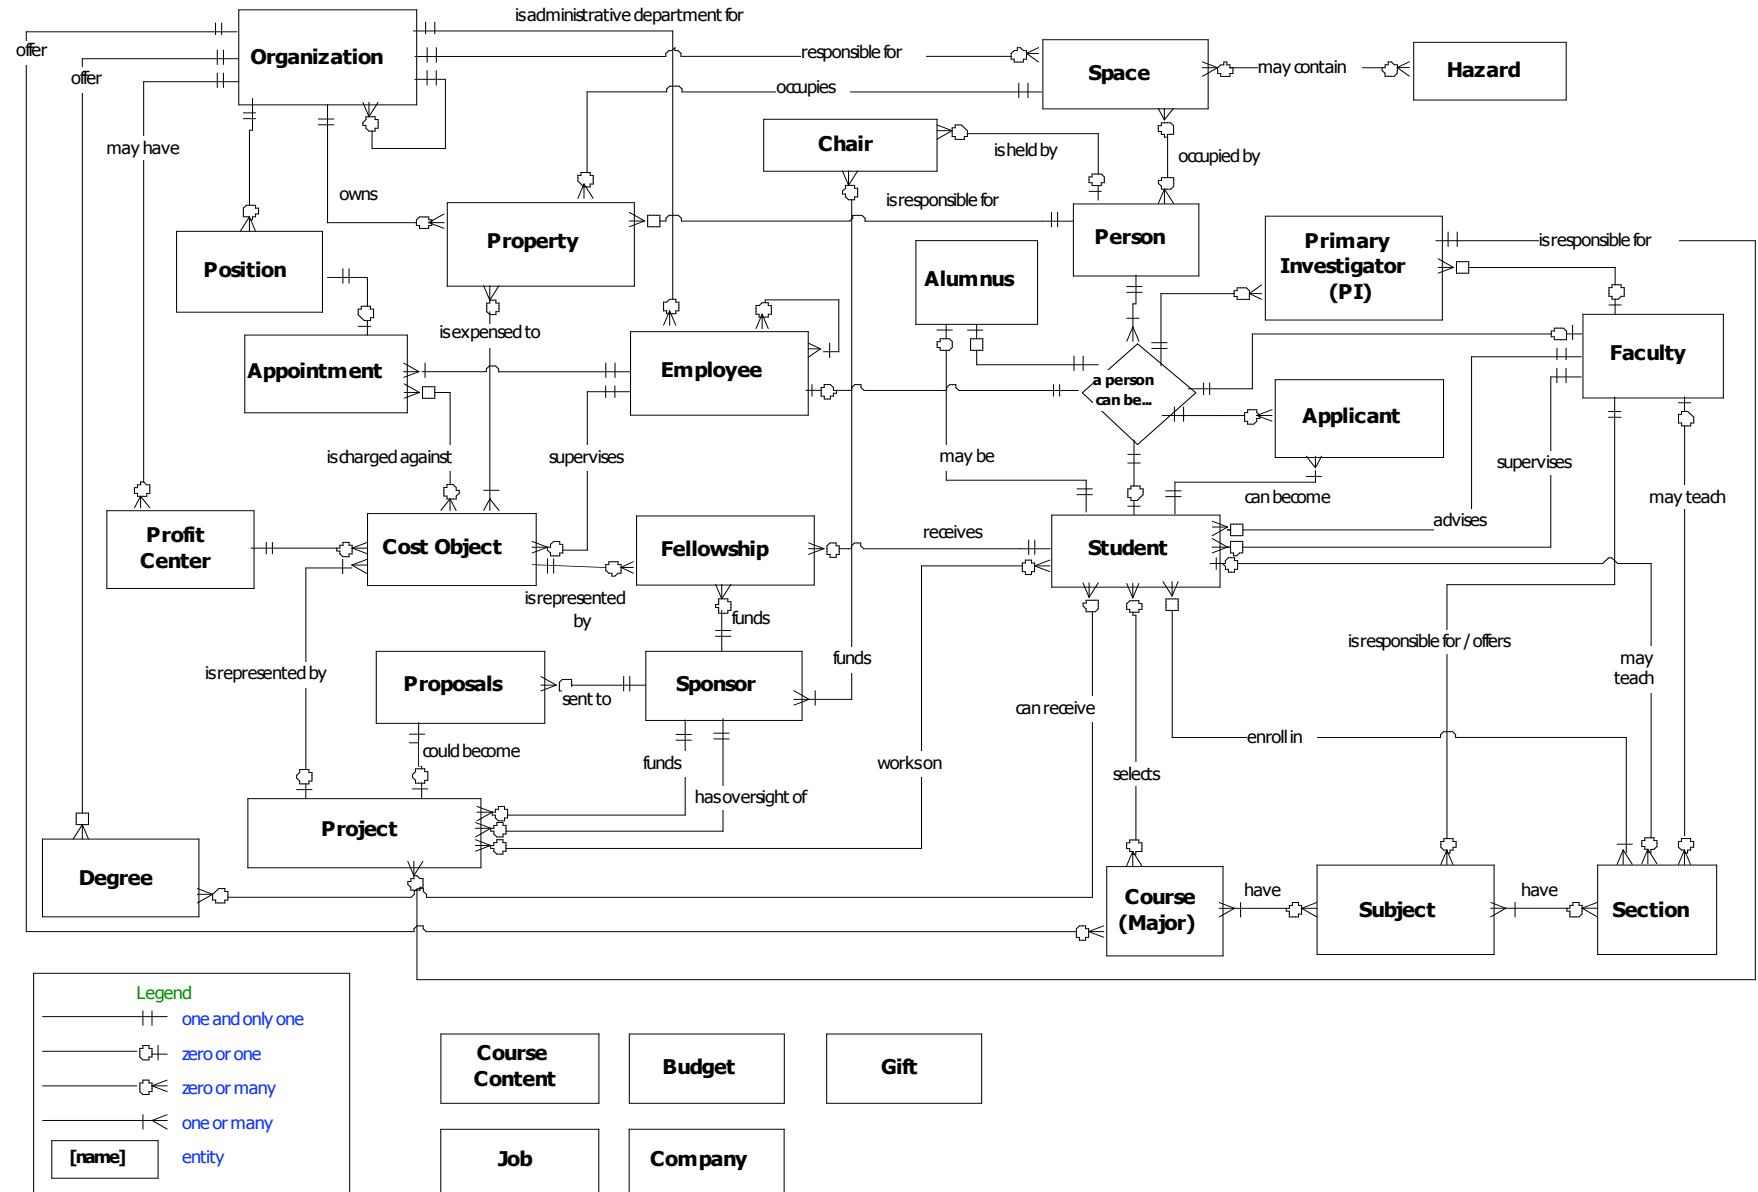 is administrative department for
offer
Organization
responsible for
Space
may contain
Hazard
offer
occupies
may have
Chair
is held by
occupied by
owns
is responsible for
Property
Person
Primary
Investigator
(PI)
is responsible for
Position
Alumnus
is expensed to
Appointment
Employee
a person
can be...
Faculty
Applicant
is charged against
supervises
may be
can become
supervises
may teach
advises
Profit
Center
Cost Object
Fellowship
receives
Student
is represented
by
funds
is responsible for / offers
is represented by
Proposals
sent to
Sponsor
funds
may
teach
can receive
could become
funds
works on
enroll in
selects
has oversight of
Project
Degree
Course
(Major)
have
Subject
have
Section
Legend
one and only one
zero or one
zero or many
one or many
[name]
entity
Course
Content
Budget
Gift
Job
Company